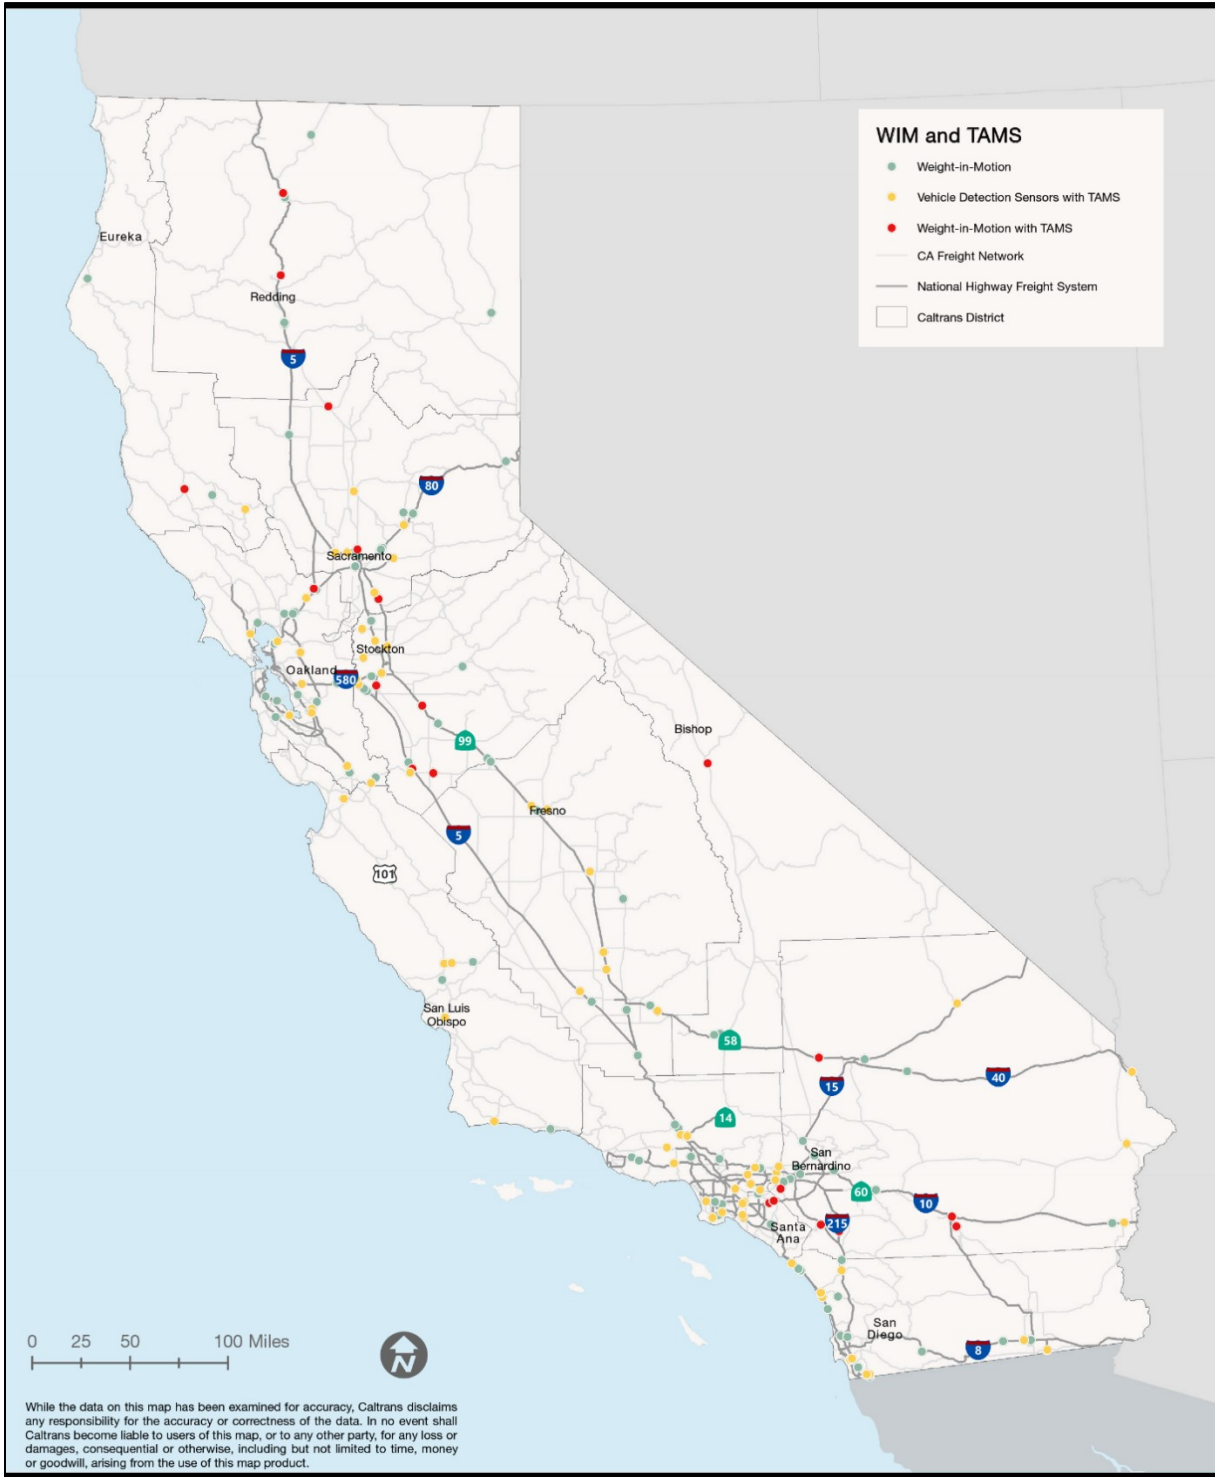 WIM and TAMS
Weight-in-Motion
Vehicle Detection Sensors with TAMS
Weight-in-Motion with TAMS
CA Freight Network
National Highway Freight System
Caltrans District
Eureka
Redding
5
80
Sacramento
Stockton
Oakland
580
99
Bishop
Fresno
5
101
San Luis
Obispo
58
15
40
14
San
Bernardino
60
10
215
Santa
Ana
San
Diego
8
0 25 50 100 Miles
N
While the data on this map has been examined for accuracy, Caltrans disclaims
any responsibility for the accuracy or correctness of the data. In no event shall
Caltrans become liable to users of this map, or to any other party, for any loss or
damages, consequential or otherwise, including but not limited to time, money
or goodwill, arising from the use of this map product.